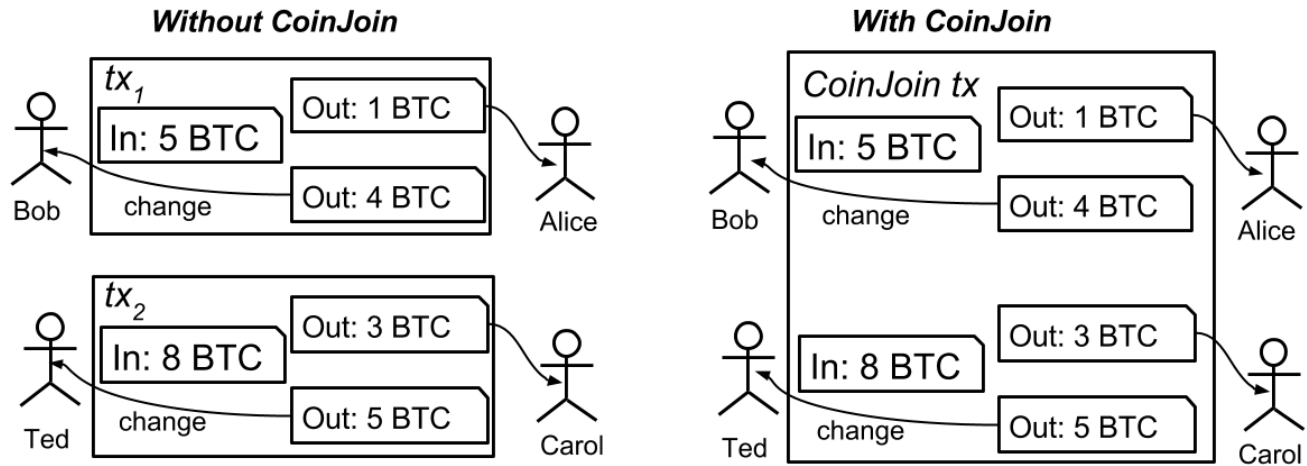 Without CoinJoin
tx1
In: 5 BTC
Out: 1 BTC
Out: 4 BTC
change
Bob
Alice
tx2
In: 8 BTC
Out: 3 BTC
Out: 5 BTC
change
Ted
Carol
With CoinJoin
CoinJoin tx
In: 5 BTC
Out: 1 BTC
Out: 4 BTC
change
Bob
Alice
In: 8 BTC
Out: 3 BTC
Out: 5 BTC
change
Ted
Carol